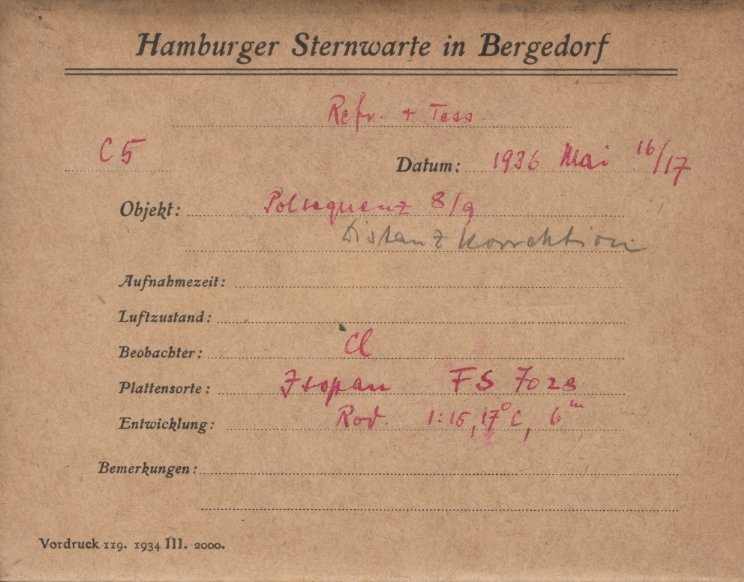 Hamburger Sternwarte in Bergedorf
Refr. + Tess.
C5 Datum: 1936 Mai 16/17
Objekt: Polsequenz 8/9
Distanzkorrektion
Aufnahmezeit:
Luftzustand:
Beobachter: Cl
Plattensorte: Isopan FS 7028
Entwicklung: Rod. 1:15, 17°C, 6m
Bemerkungen:
Vordruck 119. 1934 III. 2000.